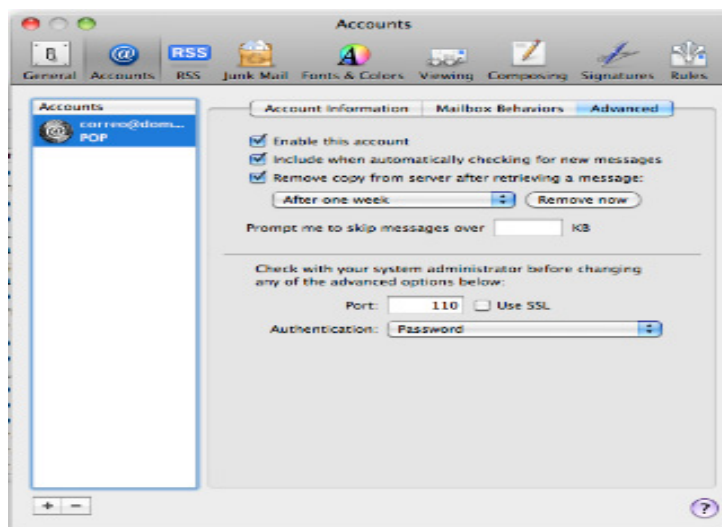 Accounts
RSS
General Accounts RSS Junk Mail Fonts & Colors Viewing Composing Signatures Rules
Accounts
correo@dom...
POP
Account Information Mailbox Behaviors Advanced
Enable this account
Include when automatically checking for new messages
Remove copy from server after retrieving a message:
After one week Remove now
Prompt me to skip messages over KB
Check with your system administrator before changing
any of the advanced options below:
Port: 110 Use SSL
Authentication: Password
+ − ?